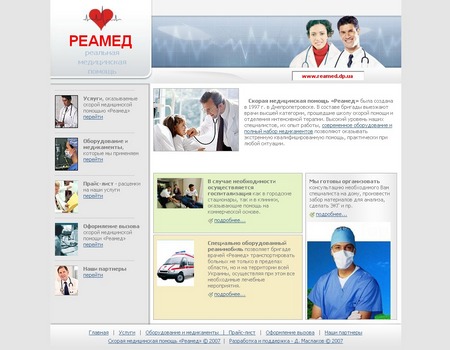 РЕАМЕД
реальная
медицинская
помощь
www.reamed.dp.ua
Услуги, оказываемые
скорой медицинской
помощью «Реамед»
перейти
Оборудование и
медикаменты,
которые мы применяем
перейти
Прайс-лист - расценки
на наши услуги
перейти
Оформление вызова
скорой медицинской
помощи «Реамед»
перейти
Наши партнеры
перейти
Скорая медицинская помощь «Реамед» была создана
в 1997 г. в Днепропетровске. В составе бригады выезжают
врачи высшей категории, прошедшие школу скорой помощи и
отделения интенсивной терапии. Высокий уровень наших
специалистов, их опыт работы, современное оборудование и
полный набор медикаментов позволяют оказывать
экстренную квалифицированную помощь, практически при
любой ситуации.
В случае необходимости
осуществляется
госпитализация как в городские
стационары, так и в клиники,
оказывающие помощь на
коммерческой основе.
подробнее...
Мы готовы организовать
консультацию необходимого Вам
специалиста на дому, произвести
забор материалов для анализа,
сделать ЭКГ и пр.
подробнее...
Специально оборудованный
реанимобиль позволяет бригаде
врачей «Реамед» транспортировать
больных не только в пределах
области, но и на территории всей
Украины, осуществляя при этом все
необходимые лечебные
мероприятия.
подробнее...
Главная | Услуги | Оборудование и медикаменты | Прайс-лист | Оформление вызова | Наши партнеры
Скорая медицинская помощь «Реамед» © 2007 | Разработка и поддержка - Д. Маслаков © 2007